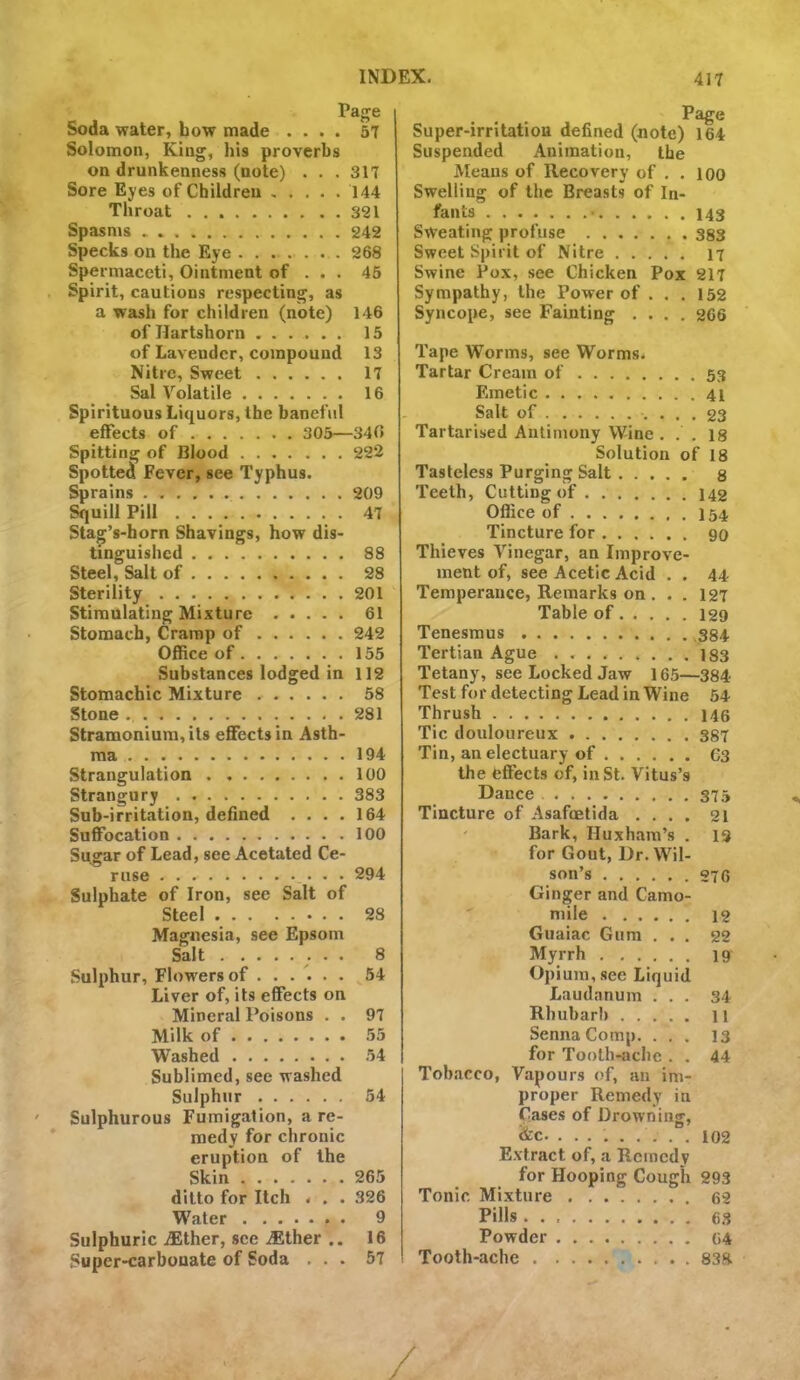 INDEX. 417
Page
Soda water, how made .... 57
Solomon, King, his proverbs
on drunkenness (note) ... 317
Sore Eyes of Children ..... 144
Throat .......... 321
Spasms ............. 242
Specks on the Eye ....... 268
Spermaceti, Ointment of ... 45
Spirit, cautions respecting, as
a wash for children (note) 146
of Hartshorn ...... 15
of Lavender, compound 13
Nitre, Sweet ...... 17
Sal Volatile ....... 16
Spirituous Liquors, the baneful
effects of ....... 305—340
Spitting of Blood ....... 222
Spotted Fever, see Typhus.
Sprains ............. 209
Squill Pill ........... 47
Stag's-horn Shavings, how dis-
tinguished .......... 88
Steel, Salt of .......... 28
Sterility ............ 201
Stimulating Mixture ..... 61
Stomach, Cramp of ...... 242
Office of ....... 155
Substances lodged in 112
Stomachic Mixture ...... 58
Stone .............. 281
Stramonium, its effects in Asth-
ma .............. 194
Strangulation ......... 100
Strangury ........... 383
Sub-irritation, defined .... 164
Suffocation ........... 100
Sugar of Lead, see Acetated Ce-
ruse ............ 294
Sulphate of Iron, see Salt of
Steel ........ 28
Magnesia, see Epsom
Salt ........ 8
Sulphur, Flowers of ...... 54
Liver of, its effects on
Mineral Poisons .. 97
Milk of ........ 55
Washed ........ 54
Sublimed, see washed
Sulphur ...... 54
Sulphurous Fumigation, a re-
medy for chronic
eruption of the
Skin ....... 265
ditto for Itch ... 326
Water ....... 9
Sulphuric Æther, see Æther .. 16
Super-carbonate of Soda ... 57
Page
Super-irritation defined (note) 164
Suspended Animation, the
Means of Recovery of .. 100
Swelling of the Breasts of In-
fants ............. 143
Sweating profuse ....... 383
Sweet Spirit of Nitre ..... 17
Swine Pox, see Chicken Pox 217
Sympathy, the Power of ... 152
Syncope, see Fainting .... 266
Tape Worms, see Worms.
Tartar Cream of ......... 53
Emetic .......... 41
Salt of .......... 23
Tartarised Antimony Wine ... 18
Solution of 18
Tasteless Purging Salt ..... 8
Teeth, Cutting of ....... 142
Office of ........ 154
Tincture for ...... 90
Thieves Vinegar, an Improve-
ment of, see Acetic Acid .. 44
Temperance, Remarks on ... 127
Table of ..... 129
Tenesmus ........... 384
Tertian Ague ......... 183
Tetany, see Locked Jaw 165—384
Test for detecting Lead in Wine 54
Thrush ............. 146
Tic douloureux ........ 387
Tin, an electuary of ...... 63
the effects of, in St. Vitus's
Dance .......... 375
Tincture of Asafœtida .... 21
Bark, Huxham's . 13
for Gout, Dr. Wil-
son's ...... 276
Ginger and Camo-
mile ...... 12
Guaiac Gum ... 22
Myrrh ...... 19
Opium, see Liquid
Laudanum ... 34
Rhubarb ..... 11
Senna Comp. ... 13
for Tooth-ache .. 44
Tobacco, Vapours of, an im-
proper Remedy in
Cases of Drowning,
&c. ......... 102
Extract of, a Remedy
for Hooping Cough 293
Tonic Mixture ........ 62
Pills ............ 63
Powder ......... 64
Tooth-ache .......... 838